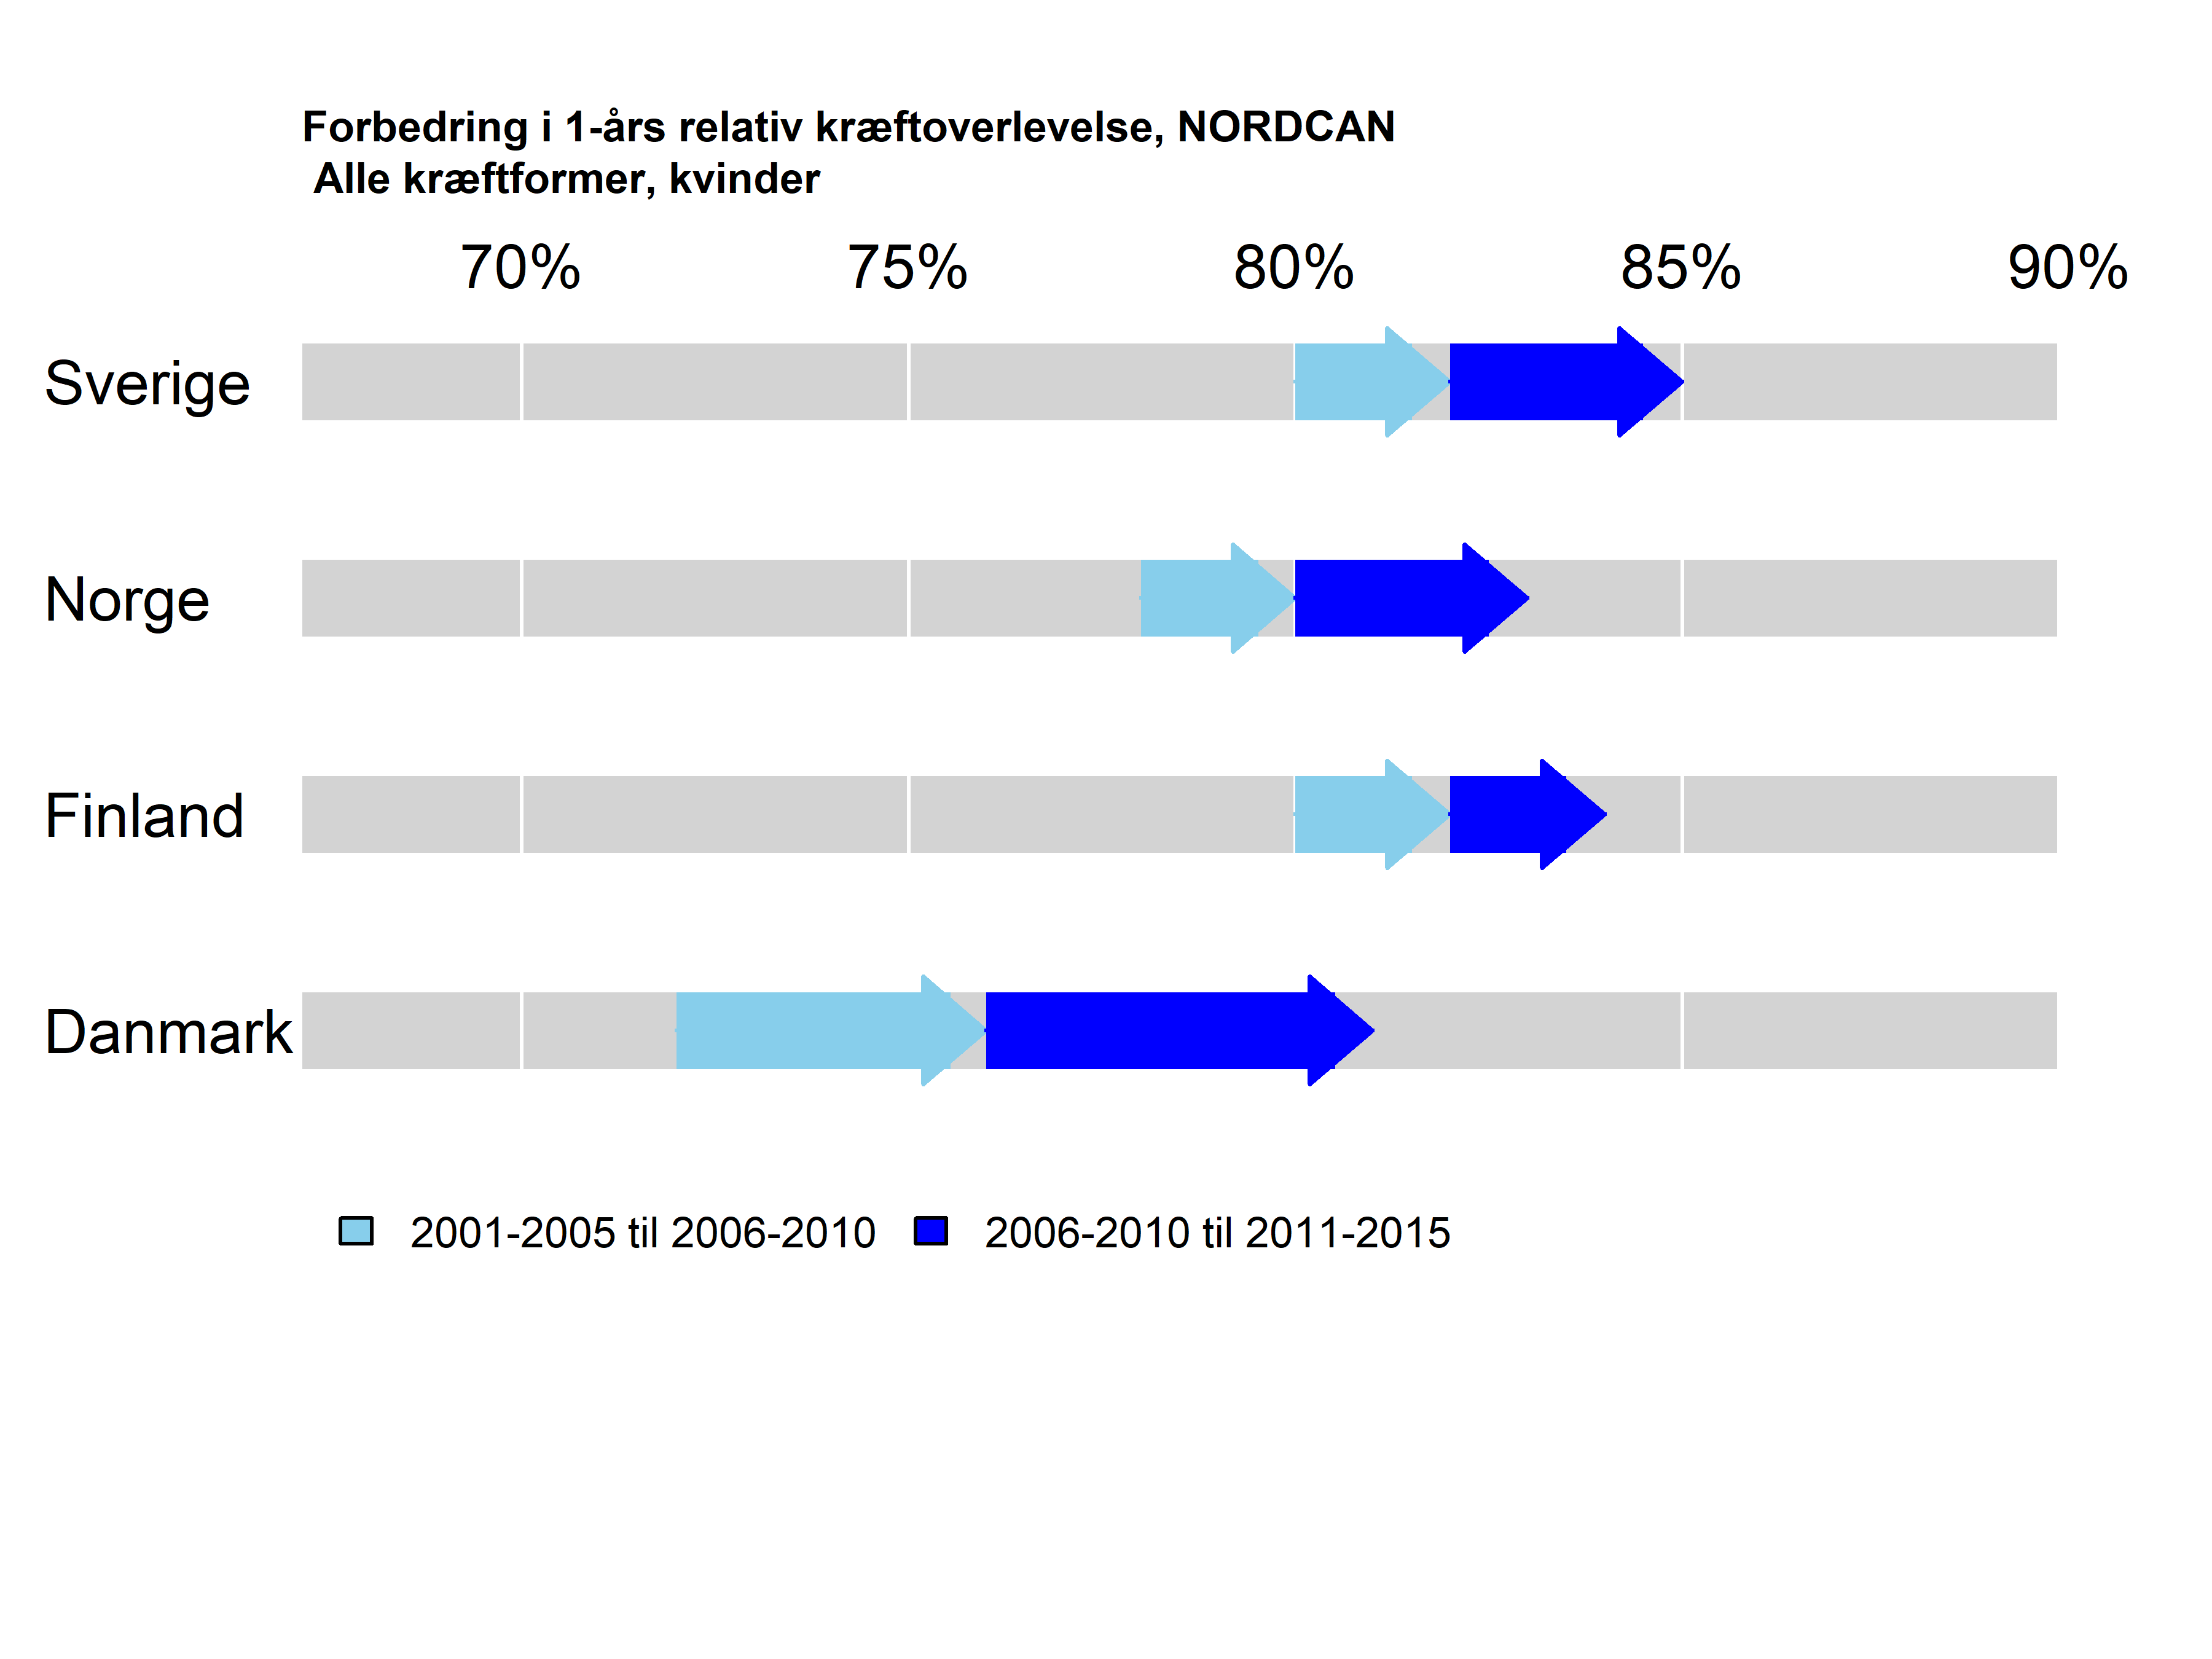 Forbedring i 1-års relativ kræftoverlevelse, NORDCAN
Alle kræftformer, kvinder
70% 75% 80% 85% 90%
Sverige
Norge
Finland
Danmark
2001-2005 til 2006-2010 2006-2010 til 2011-2015